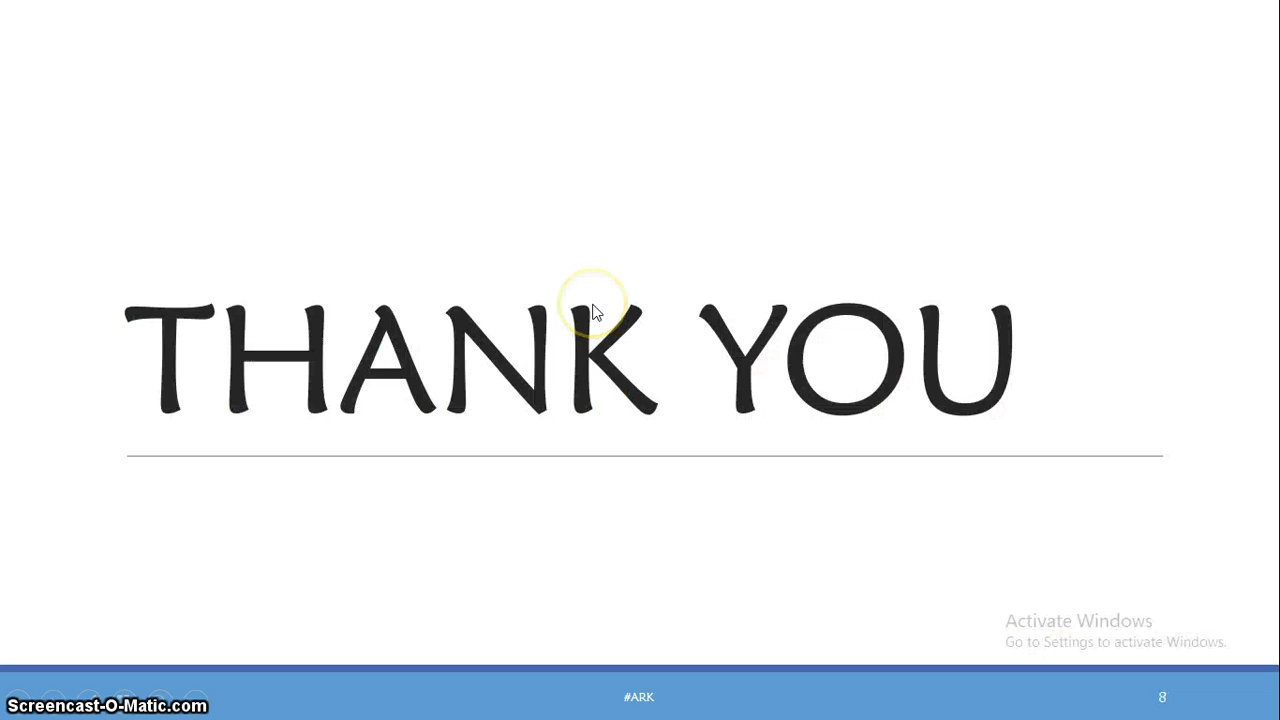 THANK YOU
Activate Windows
Go to Settings to activate Windows.
#ARK
8
Screencast-O-Matic.com